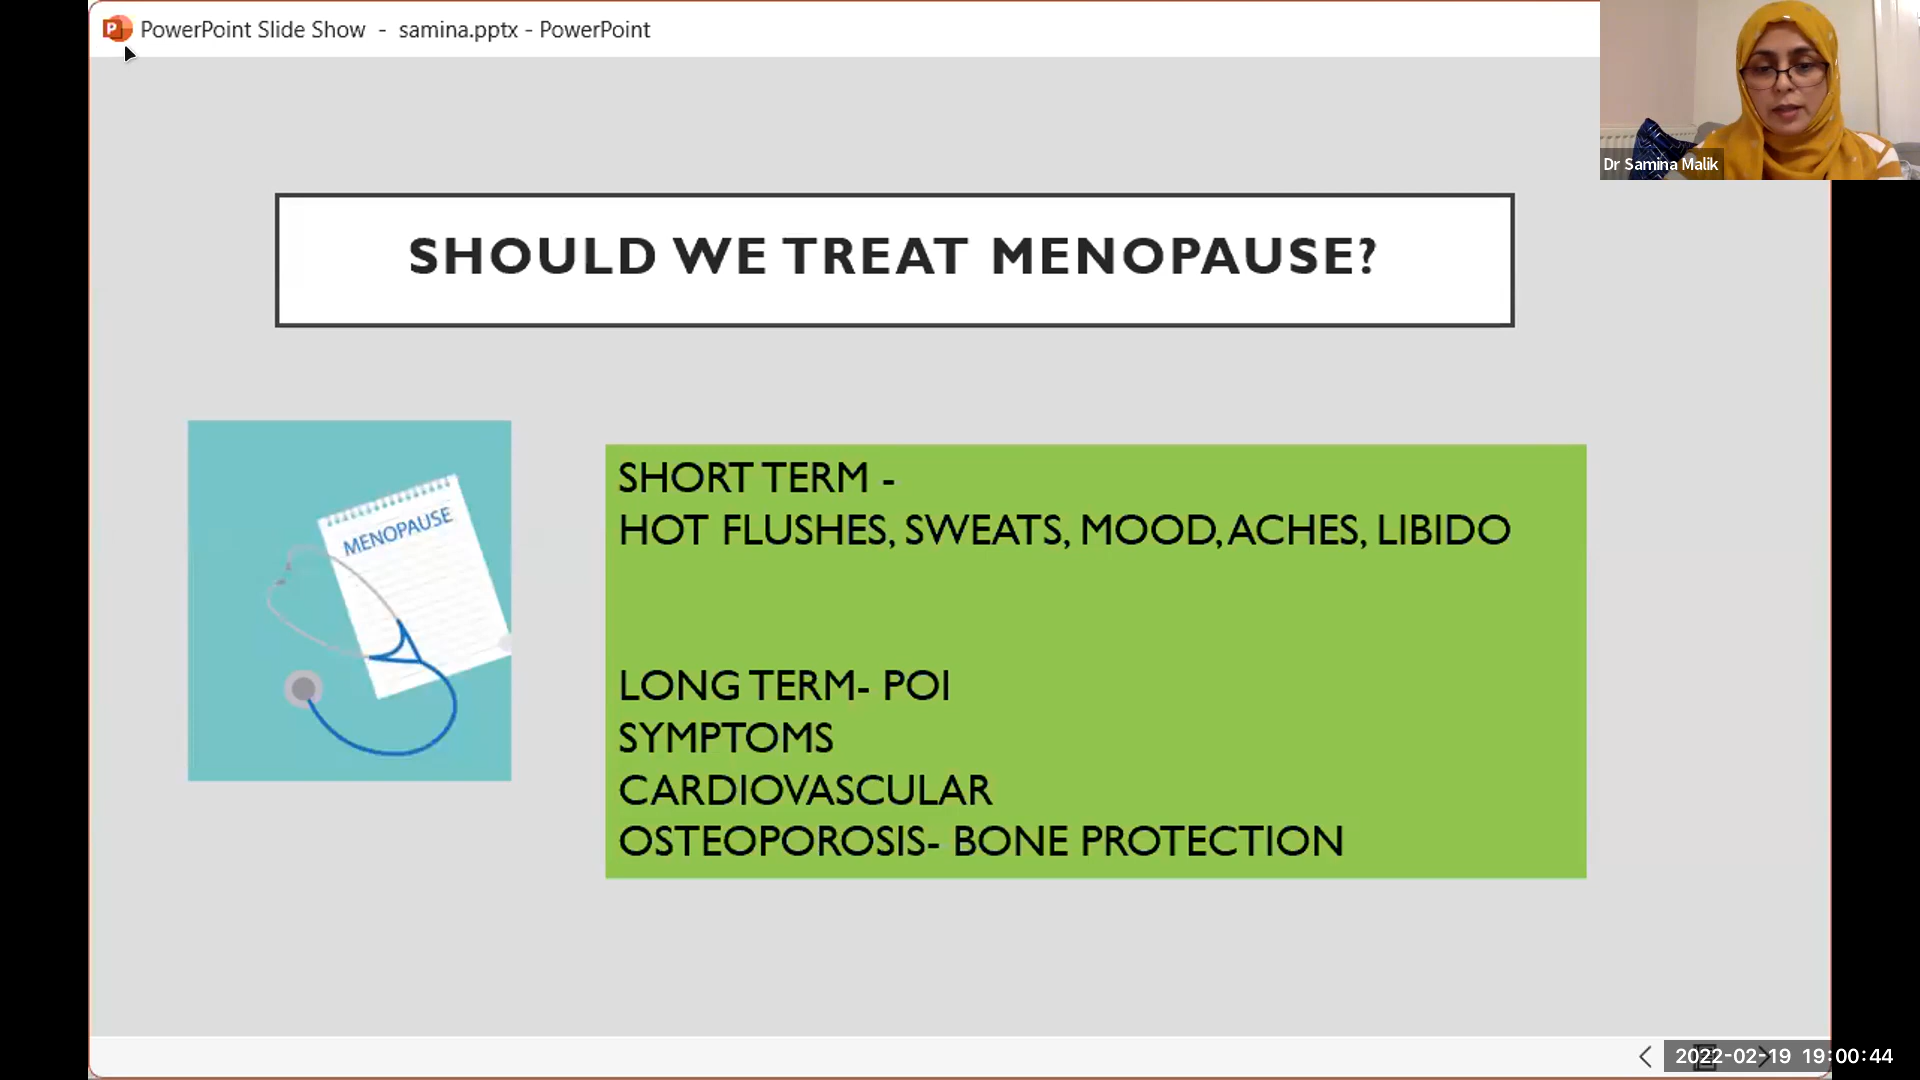 PowerPoint Slide Show - samina.pptx - PowerPoint
Dr Samina Malik
SHOULD WE TREAT MENOPAUSE?
MENOPAUSE
SHORT TERM -
HOT FLUSHES, SWEATS, MOOD, ACHES, LIBIDO
LONG TERM- POI
SYMPTOMS
CARDIOVASCULAR
OSTEOPOROSIS- BONE PROTECTION
2022-02-19 19:00:44